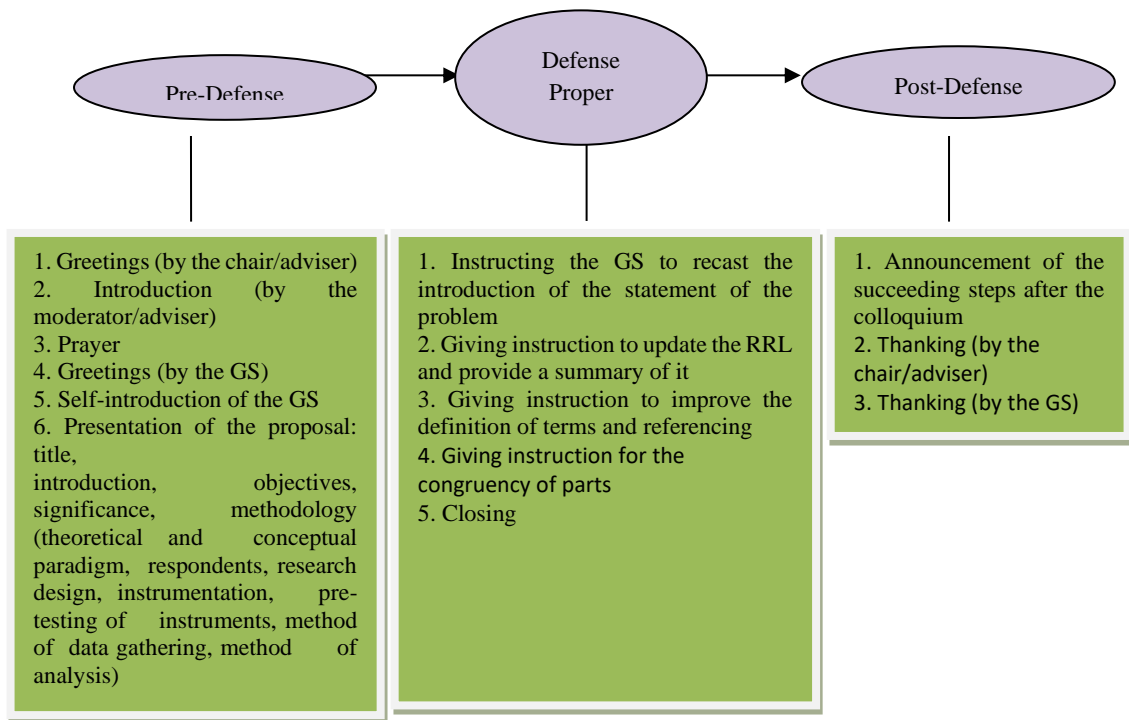 Pre-Defense
Defense
Proper
Post-Defense
1. Greetings (by the chair/adviser)
2. Introduction (by the
moderator/adviser)
3. Prayer
4. Greetings (by the GS)
5. Self-introduction of the GS
6. Presentation of the proposal:
title,
introduction, objectives,
significance, methodology
(theoretical and conceptual
paradigm, respondents, research
design, instrumentation, pre-
testing of instruments, method
of data gathering, method of
analysis)
1. Instructing the GS to recast the
introduction of the statement of the
problem
2. Giving instruction to update the RRL
and provide a summary of it
3. Giving instruction to improve the
definition of terms and referencing
4. Giving instruction for the
congruency of parts
5. Closing
1. Announcement of the
succeeding steps after the
colloquium
2. Thanking (by the
chair/adviser)
3. Thanking (by the GS)